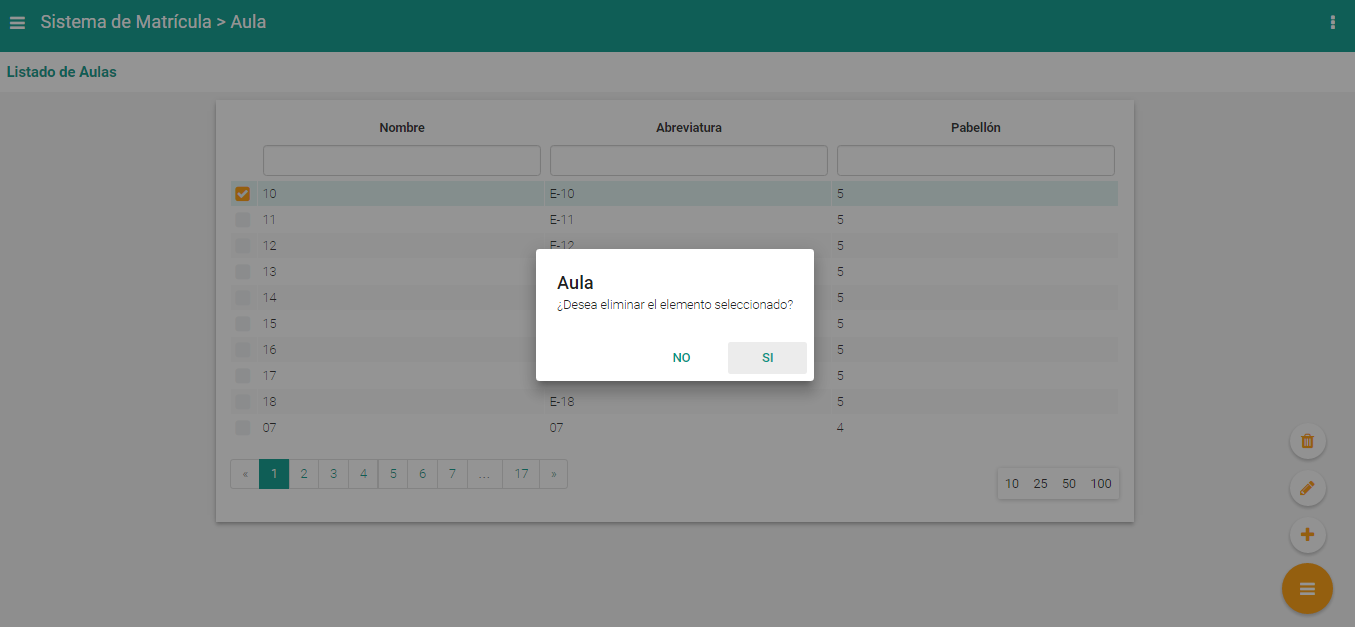 Sistema de Matrícula > Aula
Listado de Aulas
Nombre Abreviatura Pabellón
10 E-10 5
11 E-11 5
12 E-12 5
13 5
14 5
15 5
16 5
17 5
18 E-18 5
07 07 4
Aula
¿Desea eliminar el elemento seleccionado?
NO SI
« 1 2 3 4 5 6 7 ... 17 »
10 25 50 100